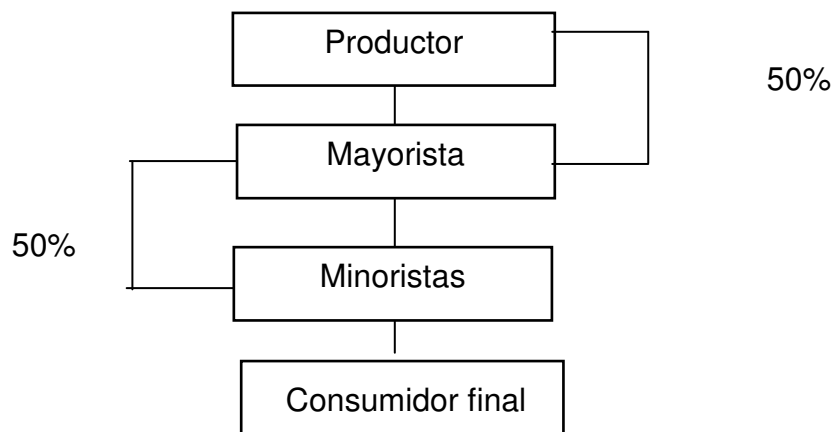 Productor
50%
Mayorista
50%
Minoristas
Consumidor final